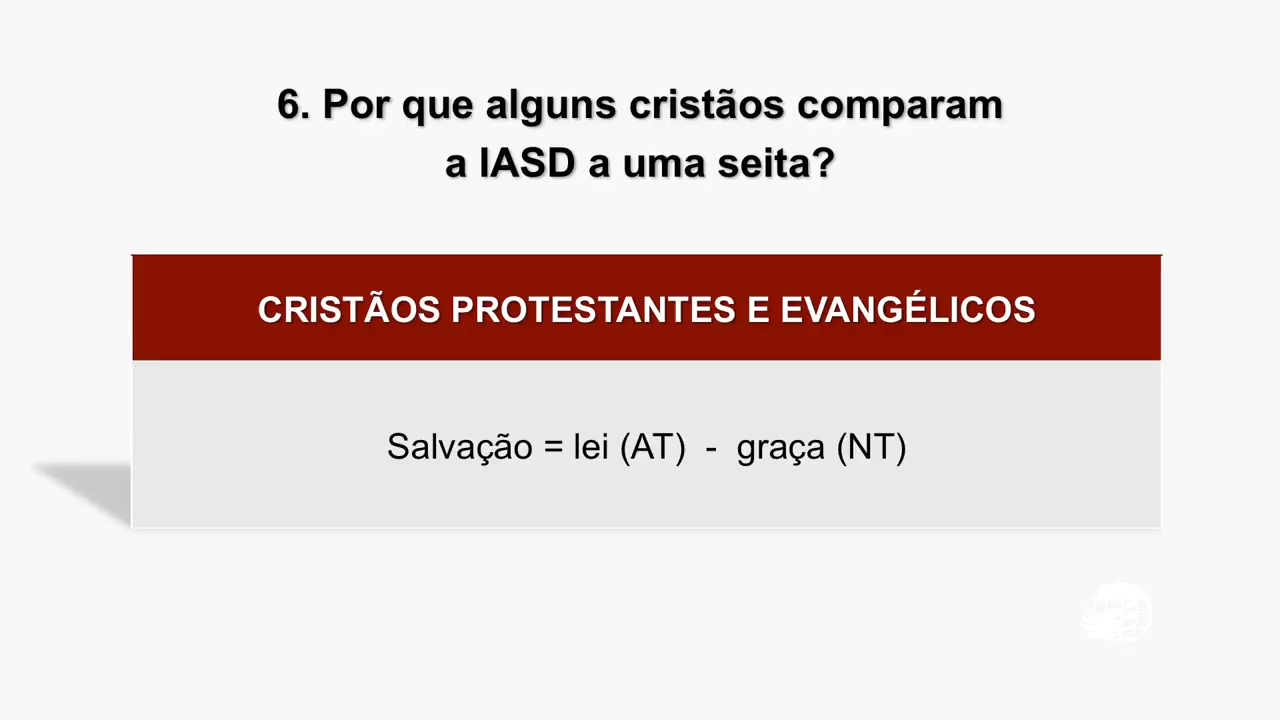 6. Por que alguns cristãos comparam
a IASD a uma seita?
CRISTÃOS PROTESTANTES E EVANGÉLICOS
Salvação = lei (AT) - graça (NT)